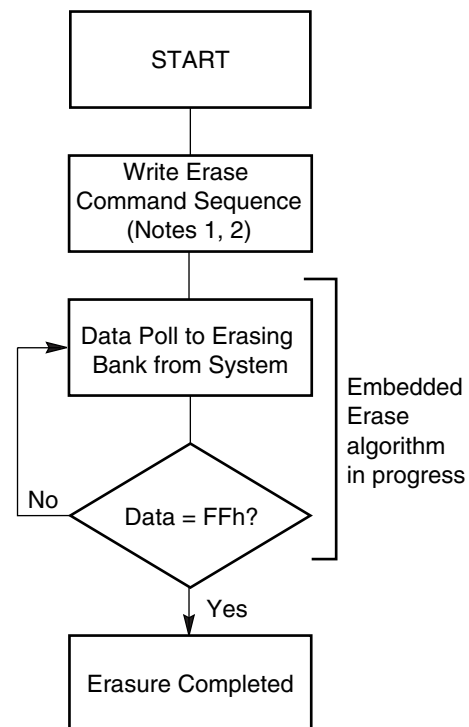 START
Write Erase
Command Sequence
(Notes 1, 2)
Data Poll to Erasing
Bank from System
Embedded
Erase
algorithm
in progress
No
Data = FFh?
Yes
Erasure Completed